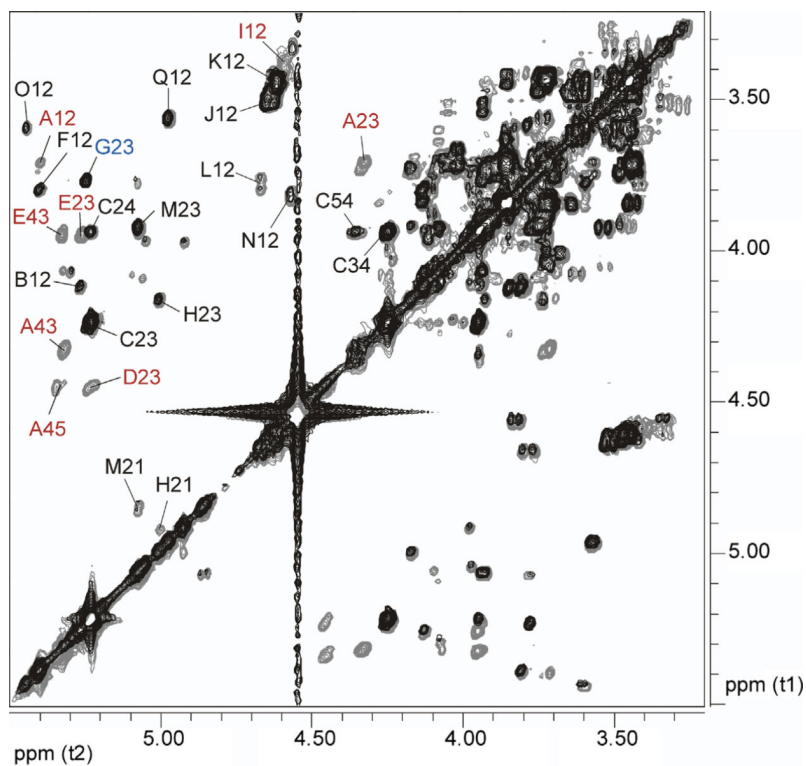 I12
K12
Q12
O12
3.50
J12
A12
A23
F12
G23
L12
C24
M23
E23
C54
E43
N12
4.00
C34
B12
H23
C23
A43
D23
4.50
A45
M21
H21
5.00
ppm (t1)
5.00
4.50
4.00
3.50
ppm (t2)